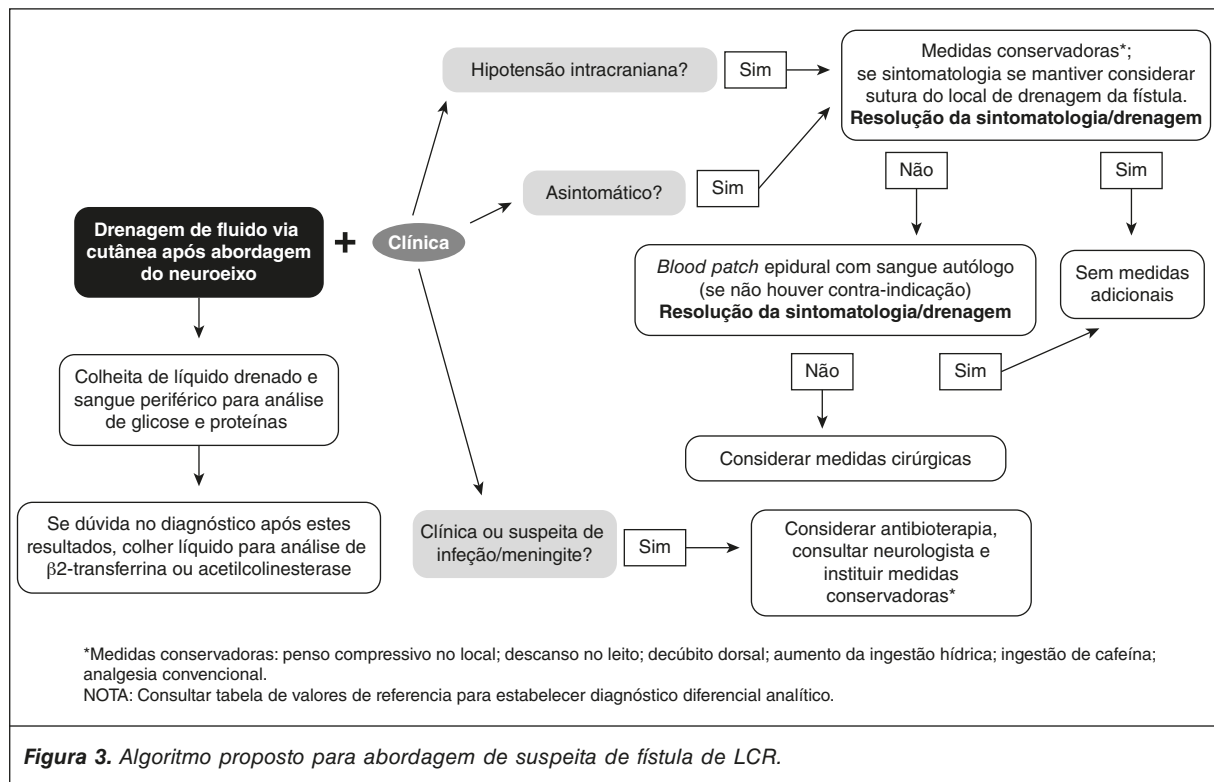 Hipotensão intracraniana?
Sim
Medidas conservadoras*;
se sintomatologia se mantiver considerar
sutura do local de drenagem da fístula.
Resolução da sintomatologia/drenagem
Asintomático?
Sim
Não
Sim
Drenagem de fluido via
cutânea após abordagem
do neuroeixo
+
Clínica
Blood patch epidural com sangue autólogo
(se não houver contra-indicação)
Resolução da sintomatologia/drenagem
Sem medidas
adicionais
Não
Sim
Colheita de líquido drenado e
sangue periférico para análise
de glicose e proteínas
Considerar medidas cirúrgicas
Se dúvida no diagnóstico após estes
resultados, colher líquido para análise de
β2-transferrina ou acetilcolinesterase
Clínica ou suspeita de
infeção/meningite?
Sim
Considerar antibioterapia,
consultar neurologista e
instituir medidas
conservadoras*
*Medidas conservadoras: penso compressivo no local; descanso no leito; decúbito dorsal; aumento da ingestão hídrica; ingestão de cafeína;
analgesia convencional.
NOTA: Consultar tabela de valores de referencia para estabelecer diagnóstico diferencial analítico.
Figura 3. Algoritmo proposto para abordagem de suspeita de fístula de LCR.